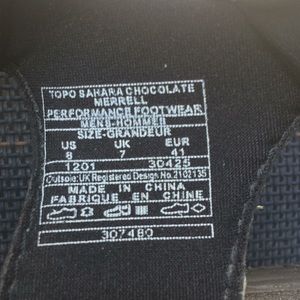 TOPO SAHARA CHOCOLATE
MERRELL
PERFORMANCE FOOTWEAR
MENS-HOMMES
SIZE-GRANDEUR
US UK EUR
8 7 41
1201 30425
Outsole: UK Registered Design No. 2102135
MADE IN CHINA
FABRIQUE EN CHINE
307480